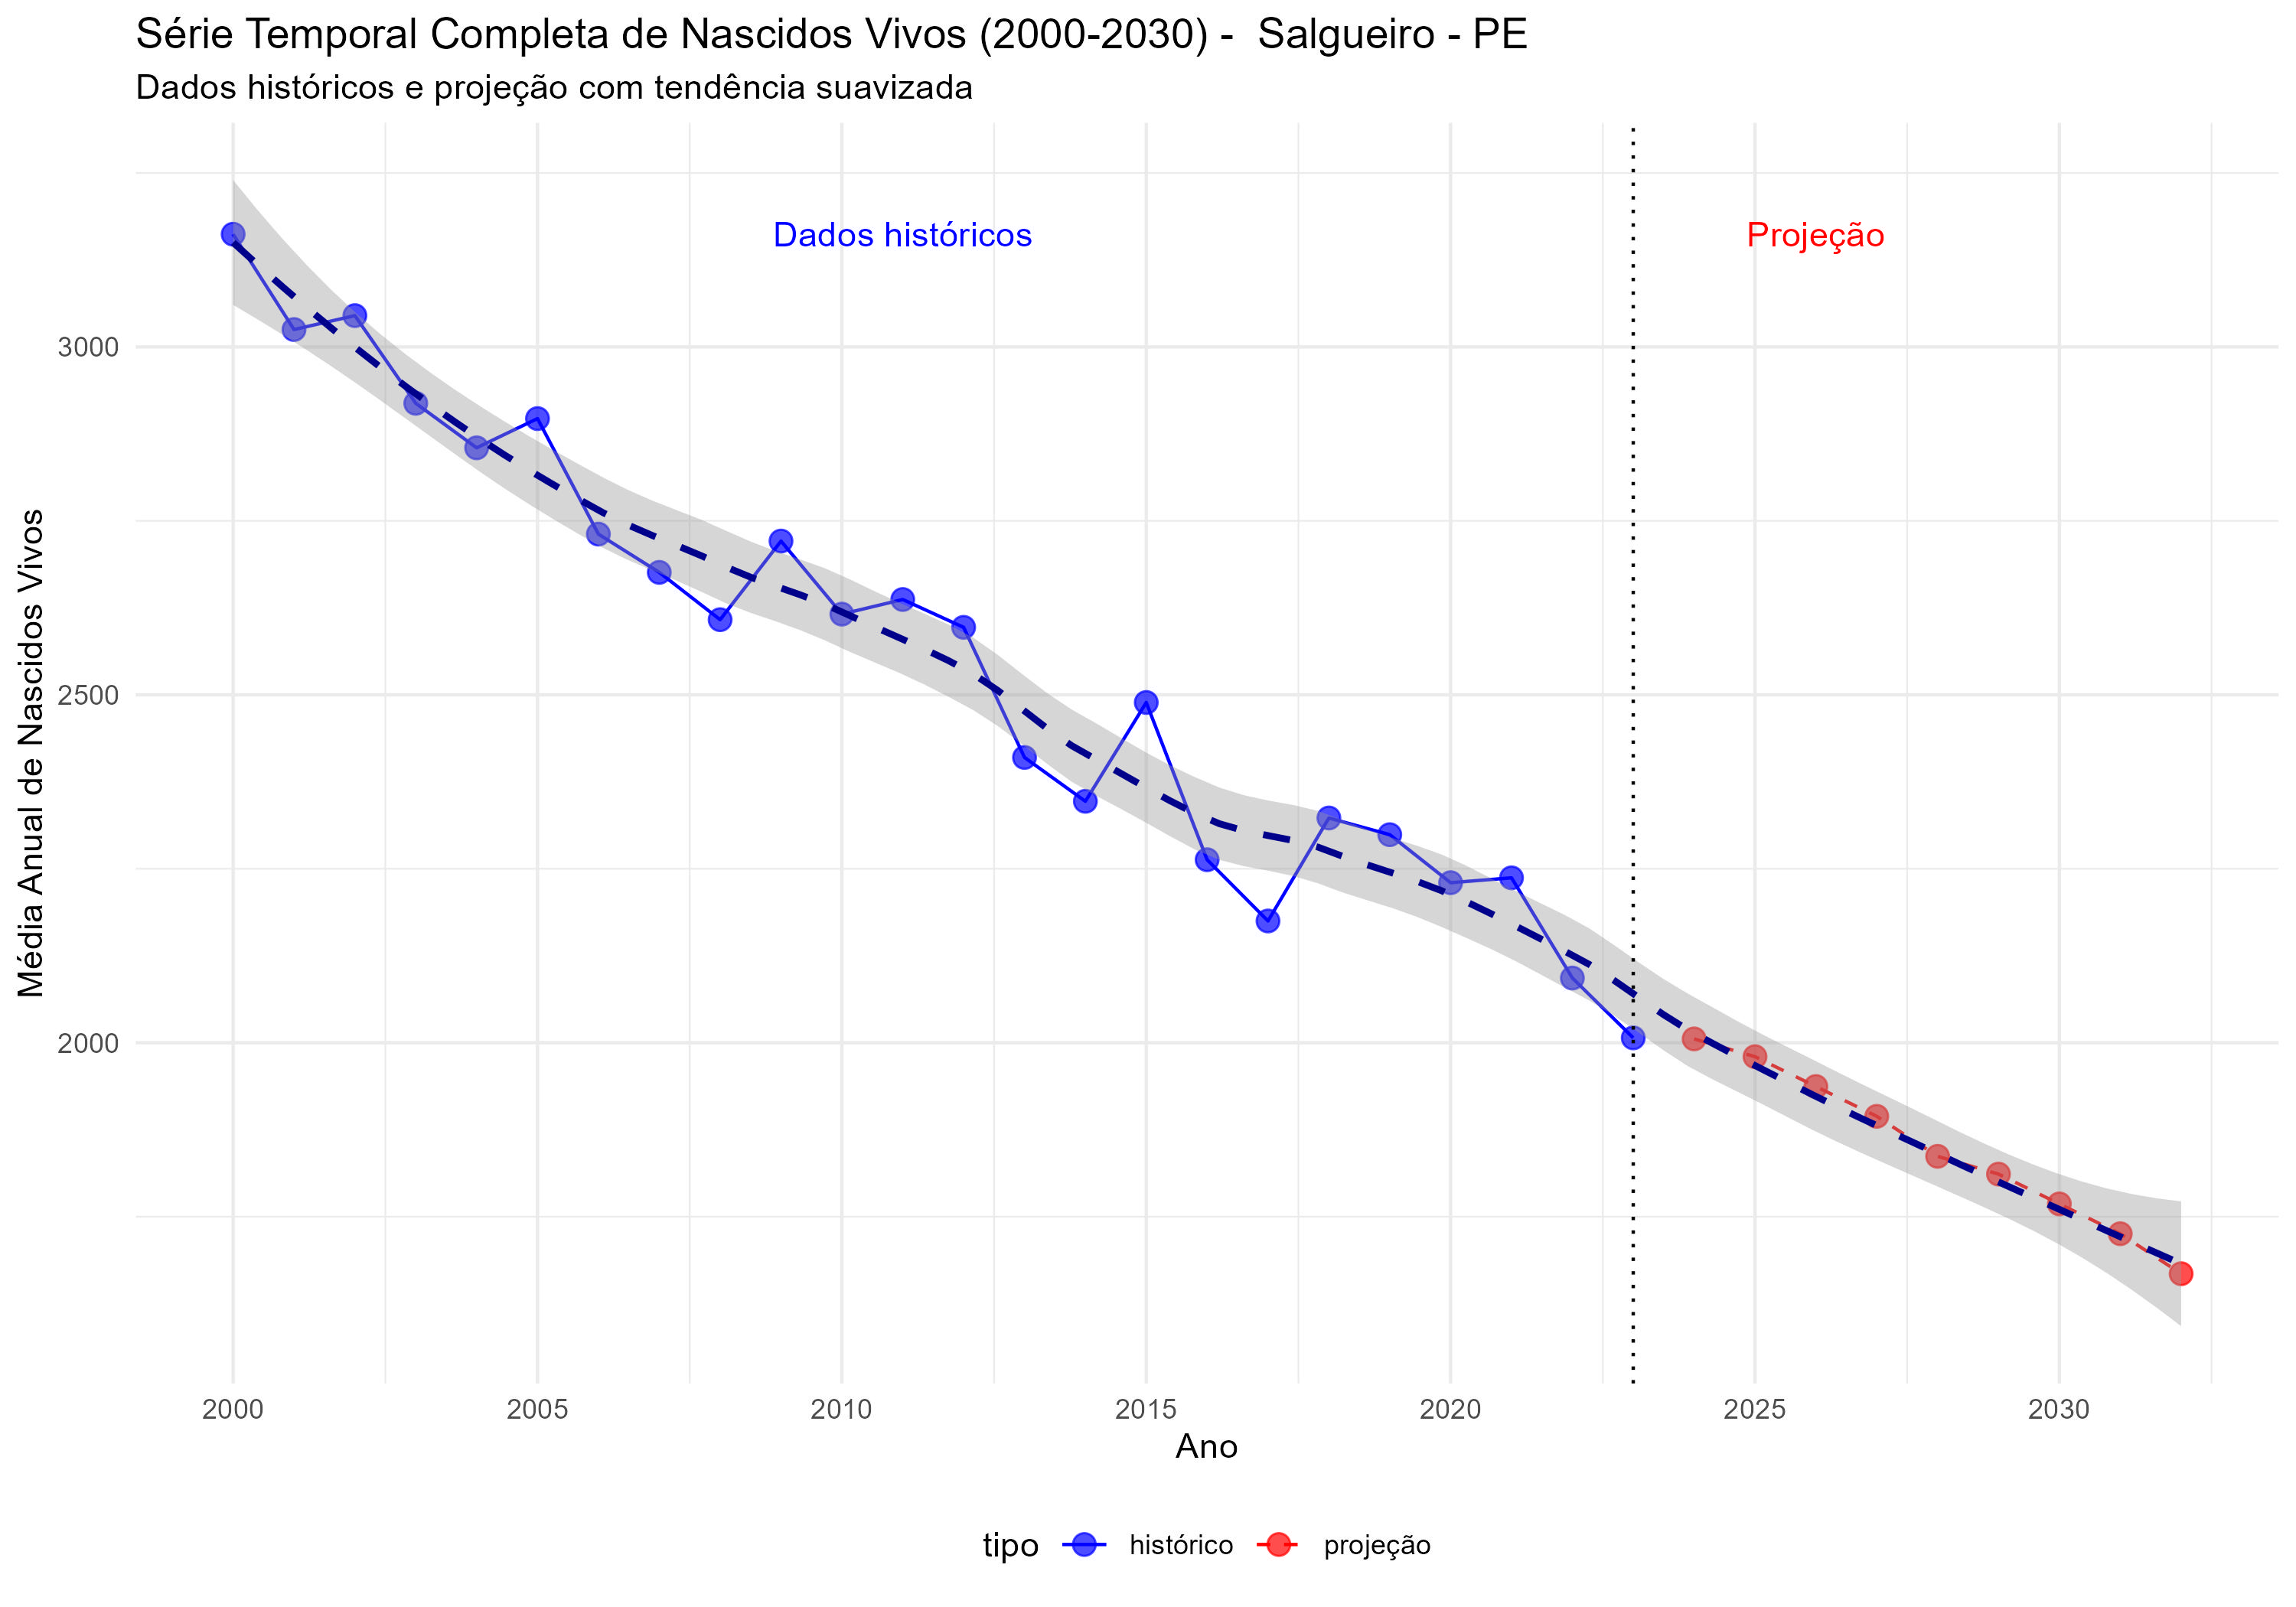 Série Temporal Completa de Nascidos Vivos (2000-2030) -  Salgueiro - PE
Dados históricos e projeção com tendência suavizada
Dados históricos
Projeção
Média Anual de Nascidos Vivos
3000
2500
2000
2000
2005
2010
2015
2020
2025
2030
Ano
tipo
histórico
projeção